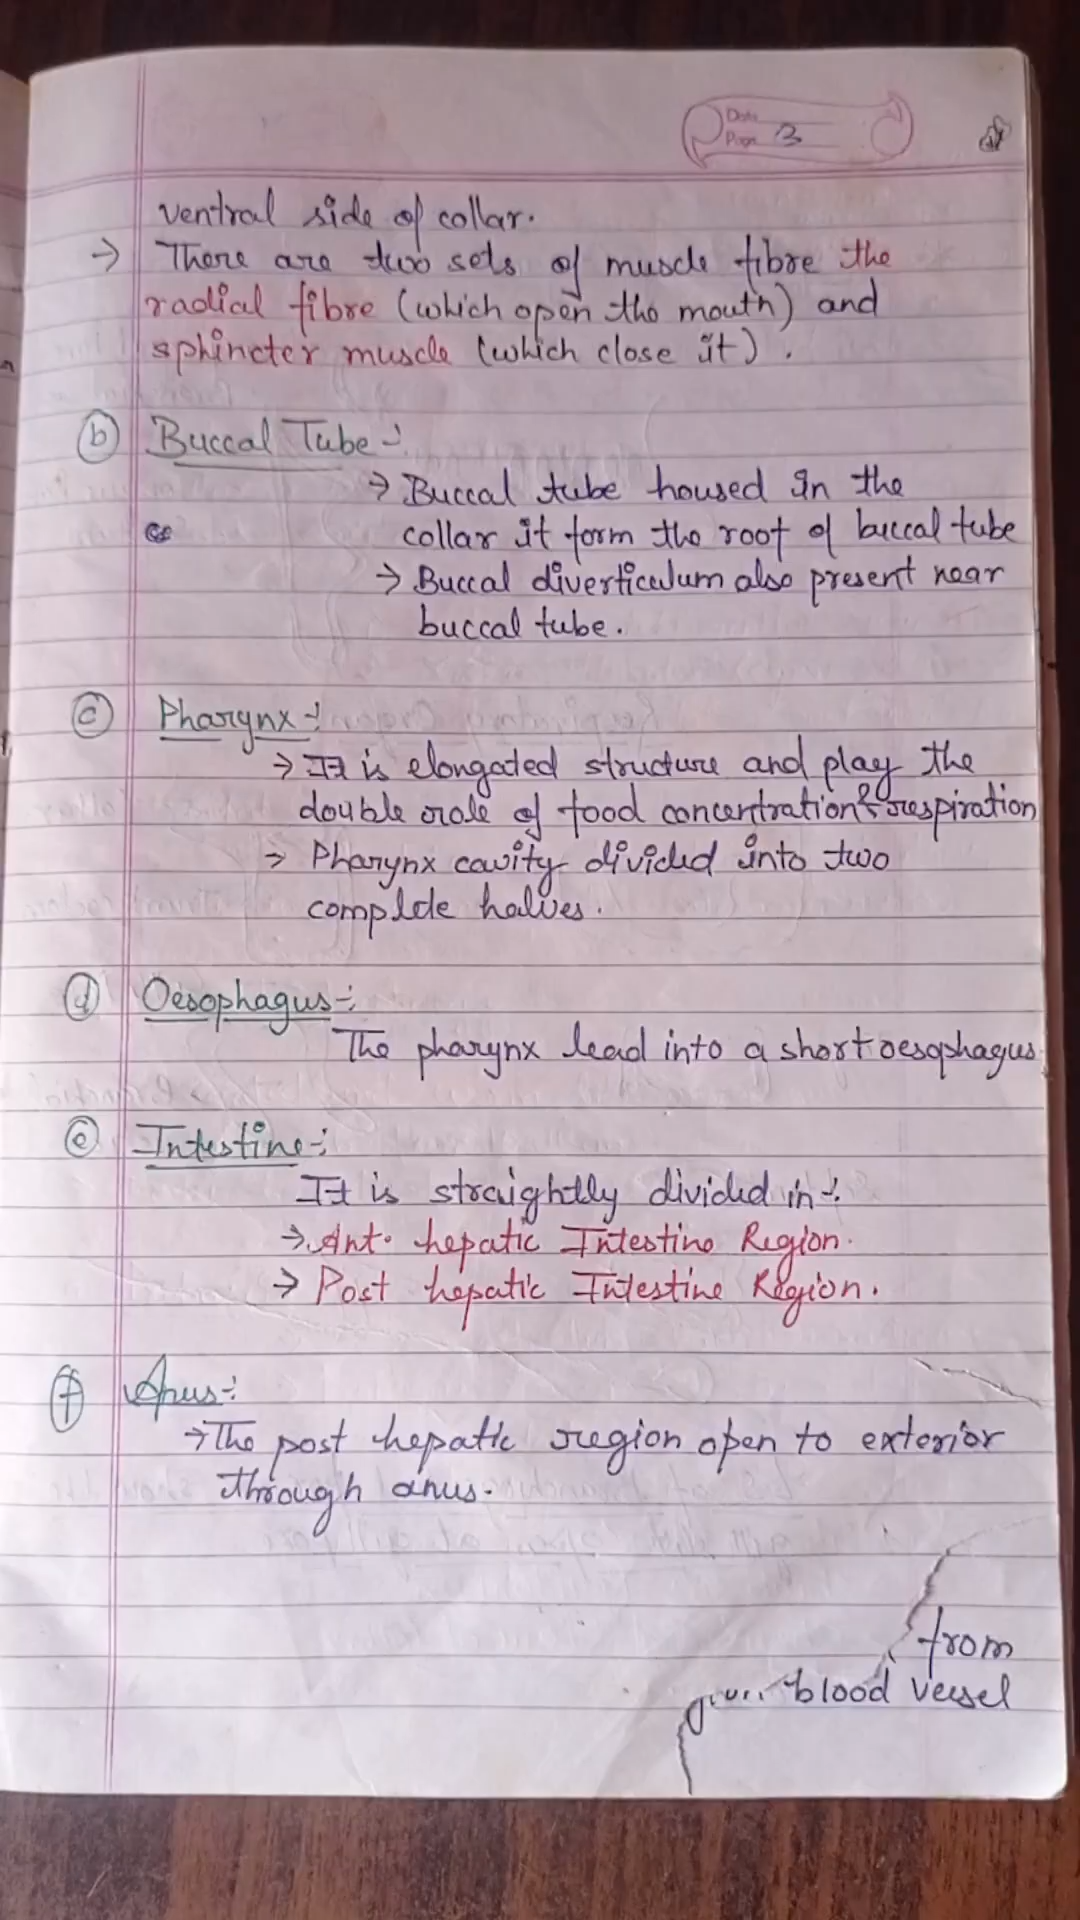 Date
Page 3
ventral side of collar.
→ There are two sets of muscle fibre the
radial fibre (which open the mouth) and
sphincter muscle (which close it).
(b) Buccal Tube -:
→ Buccal tube housed in the
collar it form the root of buccal tube
→ Buccal diverticulum also present near
buccal tube.
(c) Pharynx -:
→ It is elongated structure and play the
double role of food concentration & respiration
→ Pharynx cavity divided into two
complete halves.
(d) Oesophagus -:
The pharynx lead into a short oesophagus
(e) Intestine -:
It is straightly divided in -:
→ Ant. hepatic Intestine Region.
→ Post hepatic Intestine Region.
(f) Anus -:
→ The post hepatic region open to exterior
through anus.
from
blood vessel